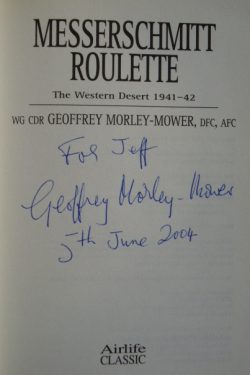 MESSERSCHMITT
ROULETTE
The Western Desert 1941–42
WG CDR GEOFFREY MORLEY-MOWER, DFC, AFC
For Jeff
Geoffrey Morley-Mower
5th June 2004
Airlife
CLASSIC